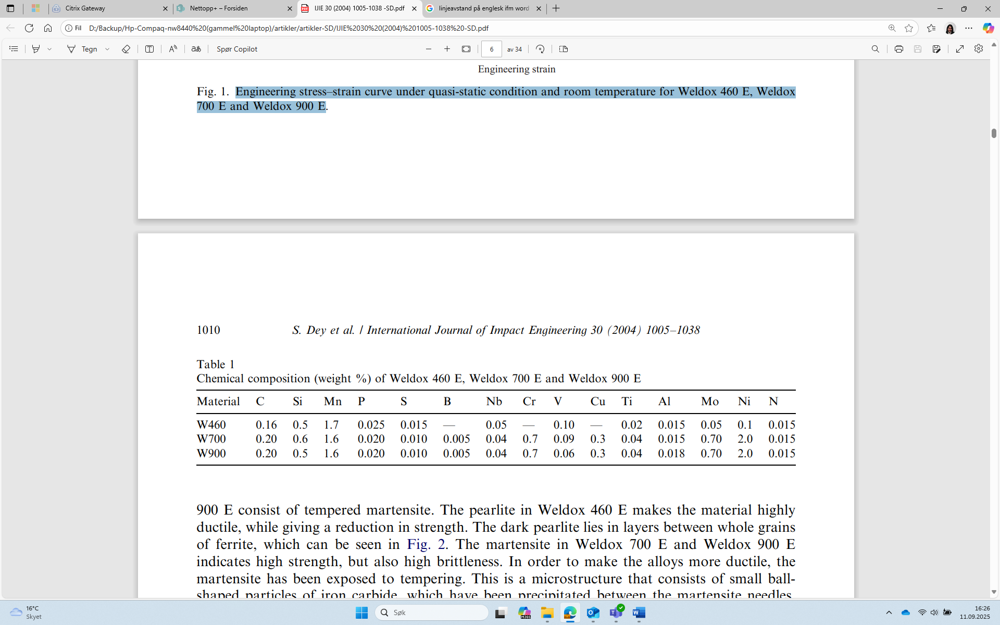 Citrix Gateway
Nettopp+ – Forsiden
IJIE 30 (2004) 1005-1038 -SD.pdf
linjeavstand på englesk ifm word
Fil D:/Backup/Hp-Compaq-nw8440%20(gammel%20laptop)/artikler/artikler-SD/IJIE%2030%20(2004)%201005-1038%20-SD.pdf
Tegn
aあ
Spør Copilot
6 av 34
Engineering strain
Fig. 1. Engineering stress–strain curve under quasi-static condition and room temperature for Weldox 460 E, Weldox
700 E and Weldox 900 E.
1010 S. Dey et al. / International Journal of Impact Engineering 30 (2004) 1005–1038
Table 1
Chemical composition (weight %) of Weldox 460 E, Weldox 700 E and Weldox 900 E
Material C Si Mn P S B Nb Cr V Cu Ti Al Mo Ni N
W460 0.16 0.5 1.7 0.025 0.015 — 0.05 — 0.10 — 0.02 0.015 0.05 0.1 0.015
W700 0.20 0.6 1.6 0.020 0.010 0.005 0.04 0.7 0.09 0.3 0.04 0.015 0.70 2.0 0.015
W900 0.20 0.5 1.6 0.020 0.010 0.005 0.04 0.7 0.06 0.3 0.04 0.018 0.70 2.0 0.015
900 E consist of tempered martensite. The pearlite in Weldox 460 E makes the material highly
ductile, while giving a reduction in strength. The dark pearlite lies in layers between whole grains
of ferrite, which can be seen in Fig. 2. The martensite in Weldox 700 E and Weldox 900 E
indicates high strength, but also high brittleness. In order to make the alloys more ductile, the
martensite has been exposed to tempering. This is a microstructure that consists of small ball-
shaped particles of iron carbide, which have been precipitated between the martensite needles.
16°C
Skyet
Søk
M365
16:26
11.09.2025